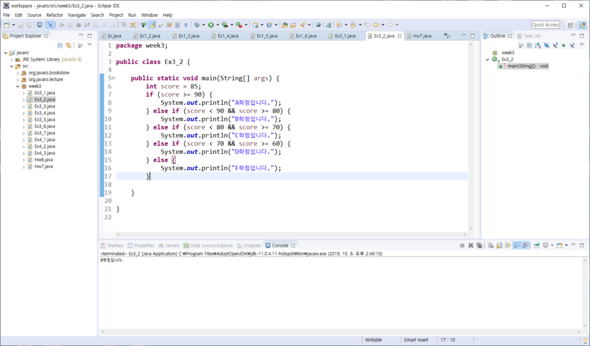 workspace - javaro/src/week3/Ex3_2.java - Eclipse IDE
File Edit Source Refactor Navigate Search Project Run Window Help
Quick Access
Project Explorer
javaro
JRE System Library [JavaSE-8]
src
org.javaro.bookstore
org.javaro.lecture
week3
Ex3_1.java
Ex3_2.java
Ex3_3.java
Ex3_4.java
Ex3_5.java
Ex3_6.java
Ex3_7.java
Ex4_1.java
Ex4_2.java
Ex4_3.java
Hw6.java
Hw7.java
Ex.java
Ex1_2.java
Ex1_3.java
Ex1_4.java
Ex1_5.java
Ex1_6.java
Ex3_1.java
Ex3_2.java
Hw7.java
1 package week3;
2
3 public class Ex3_2 {
4
5 public static void main(String[] args) {
6 int score = 85;
7 if (score >= 90) {
8 System.out.println("A학점입니다.");
9 } else if (score < 90 && score >= 80) {
10 System.out.println("B학점입니다.");
11 } else if (score < 80 && score >= 70) {
12 System.out.println("C학점입니다.");
13 } else if (score < 70 && score >= 60) {
14 System.out.println("D학점입니다.");
15 } else {
16 System.out.println("F학점입니다.");
17 }
18
19 }
20
21 }
22
Outline
Task List
week3
Ex3_2
main(String[]) : void
Markers Properties Servers Data Source Explorer Snippets Console
<terminated> Ex3_2 [Java Application] C:₩Program Files₩AdoptOpenJDK₩jdk-11.0.4.11-hotspot₩bin₩javaw.exe (2019. 10. 8. 오후 2:49:10)
B학점입니다.
Writable
Smart Insert
17 : 10